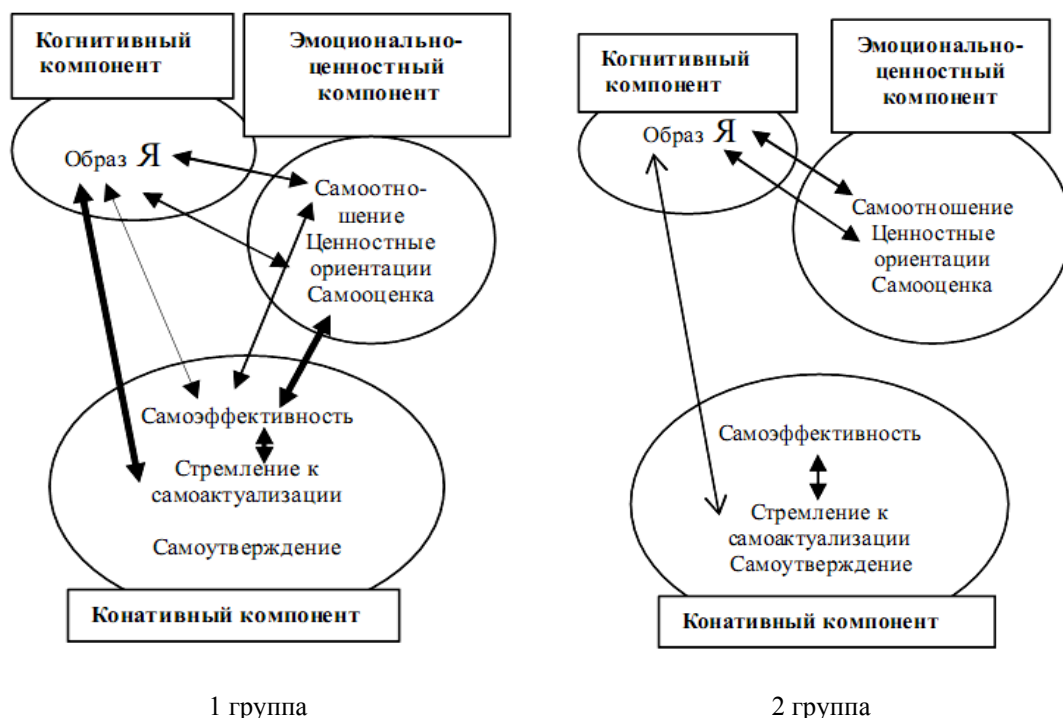 Когнитивный
компонент
Эмоционально-
ценностный
компонент
Образ Я
Самоотно-
шение
Ценностные
ориентации
Самооценка
Самоэффективность
Стремление к
самоактуализации
Самоутверждение
Конативный компонент
1 группа
Когнитивный
компонент
Эмоционально-
ценностный
компонент
Образ Я
Самоотношение
Ценностные
ориентации
Самооценка
Самоэффективность
Стремление к
самоактуализации
Самоутверждение
Конативный компонент
2 группа